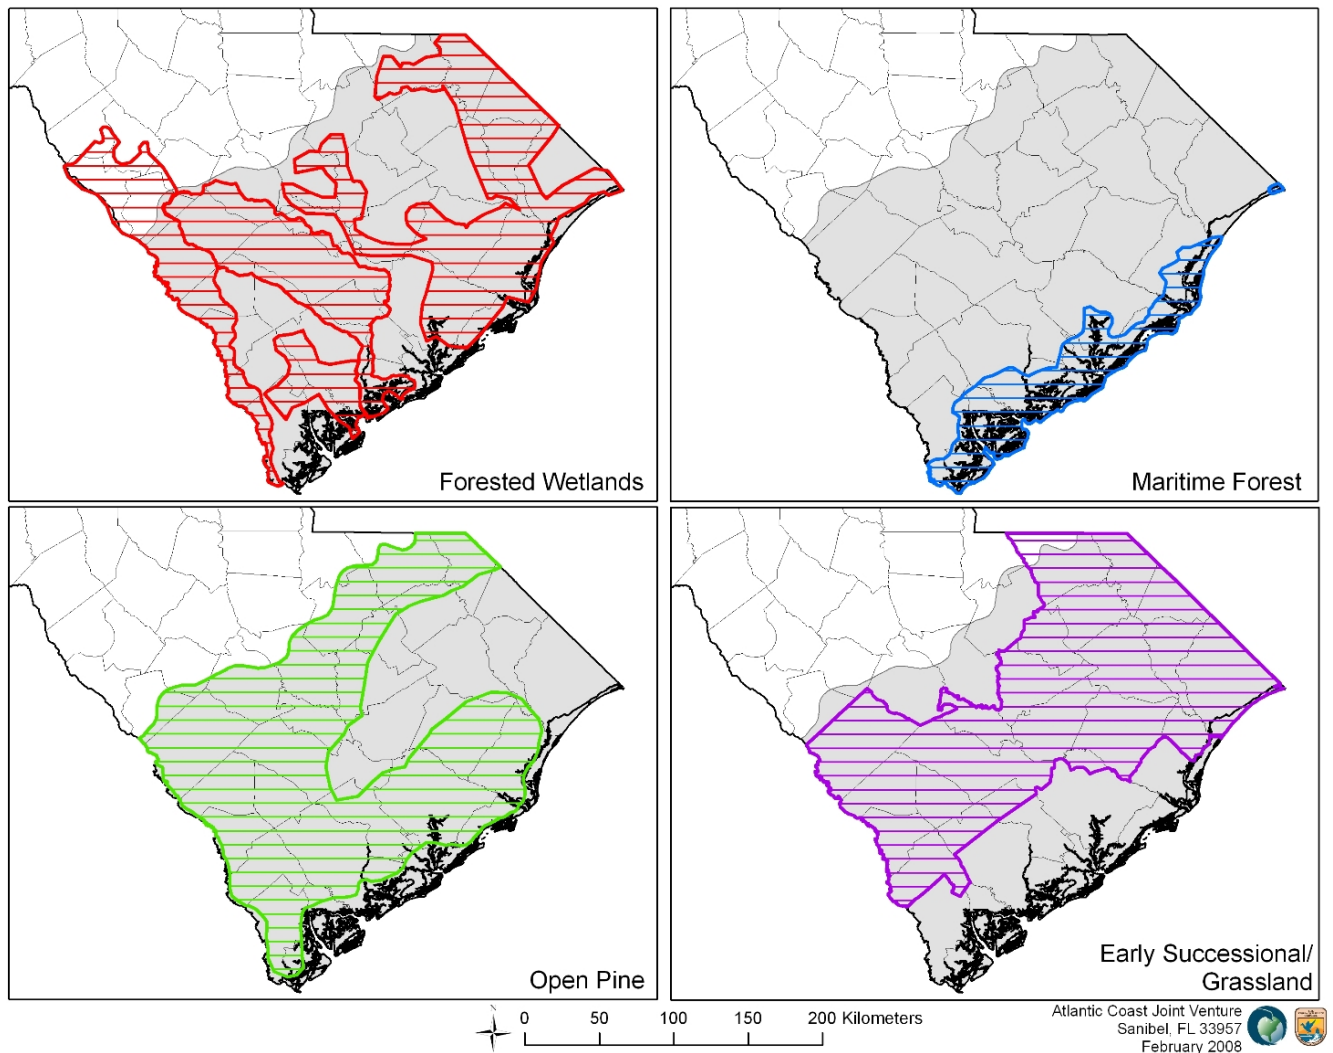 Forested Wetlands
Maritime Forest
Open Pine
Early Successional/
Grassland
N
0 50 100 150 200 Kilometers
Atlantic Coast Joint Venture
Sanibel, FL 33957
February 2008